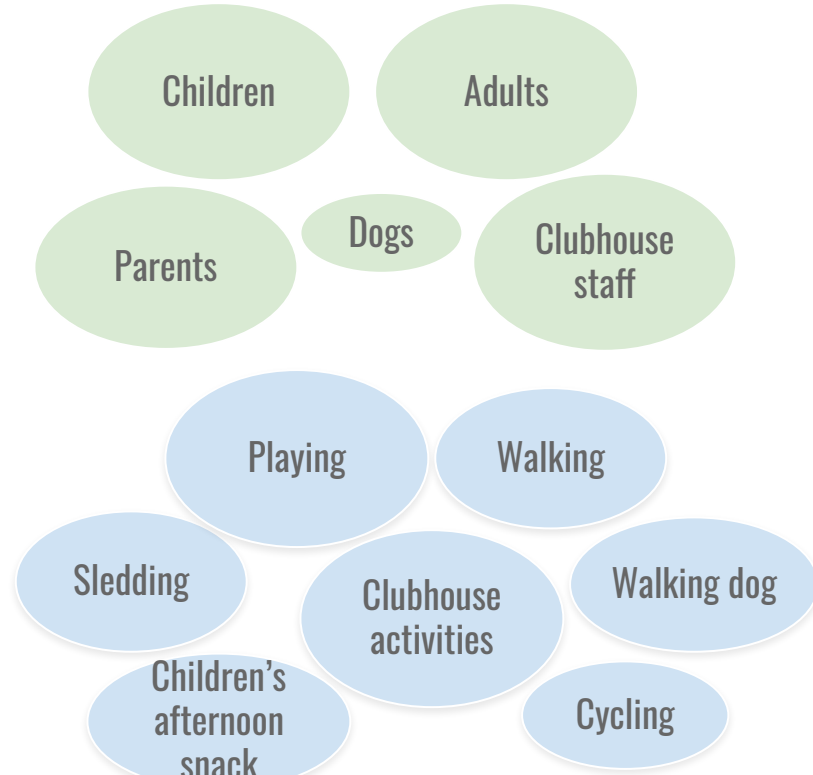 Children
Adults
Parents
Dogs
Clubhouse
staff
Playing
Walking
Sledding
Clubhouse
activities
Walking dog
Children’s
afternoon
snack
Cycling